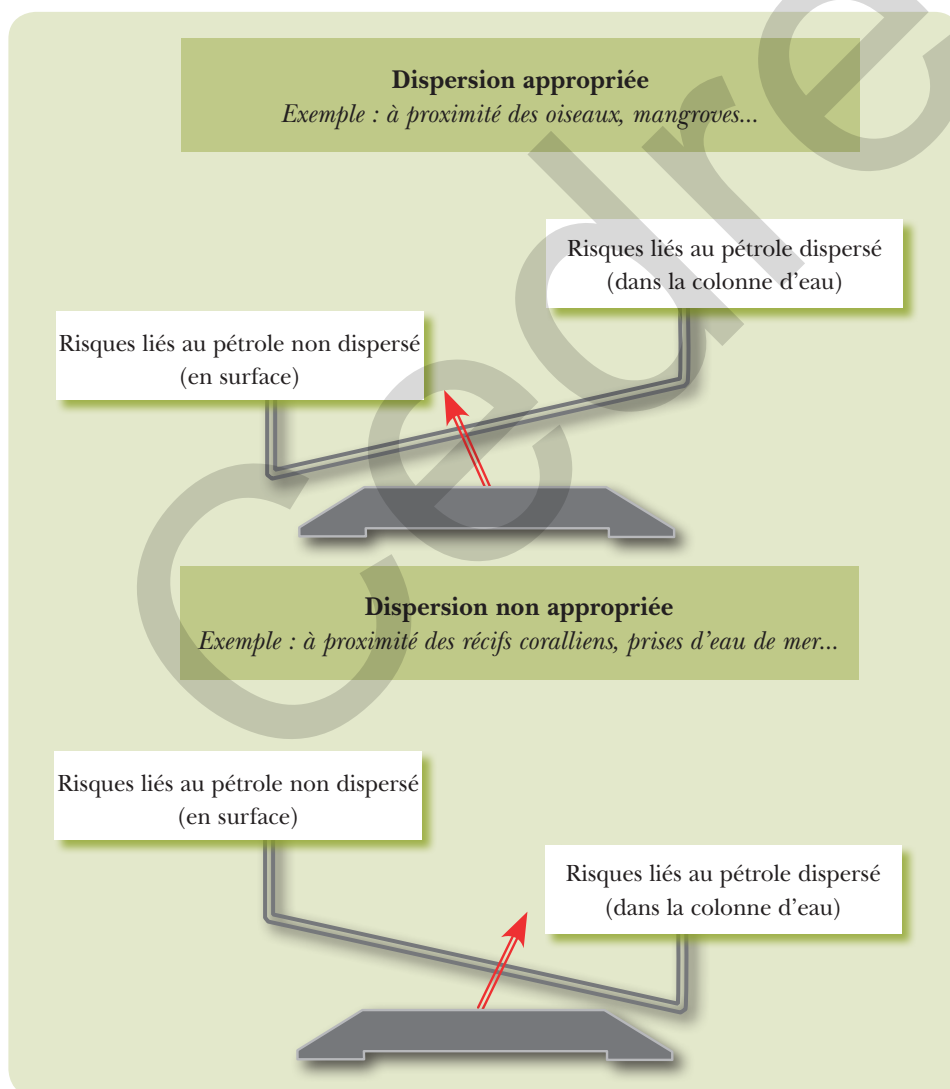 Dispersion appropriée
Exemple : à proximité des oiseaux, mangroves...
Risques liés au pétrole dispersé
(dans la colonne d'eau)
Risques liés au pétrole non dispersé
(en surface)
Dispersion non appropriée
Exemple : à proximité des récifs coralliens, prises d'eau de mer...
Risques liés au pétrole non dispersé
(en surface)
Risques liés au pétrole dispersé
(dans la colonne d'eau)
Cedre